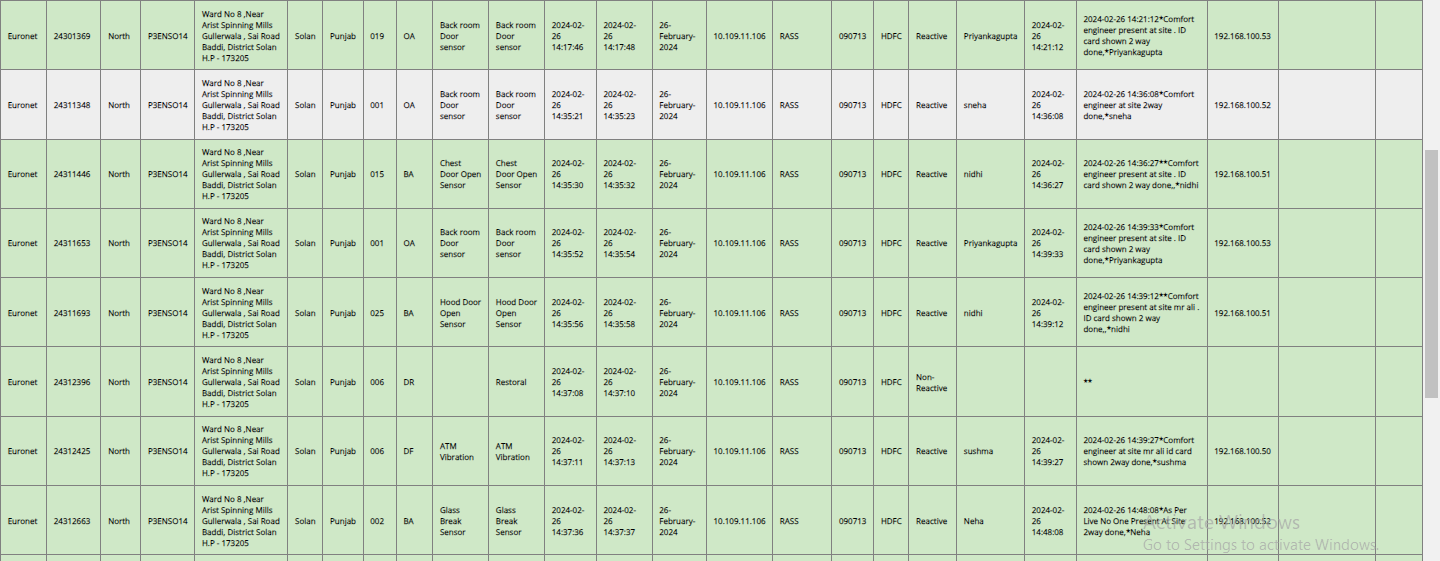 Euronet 24301369 North P3ENSO14 Ward No 8 ,Near Arist Spinning Mills Gullerwala , Sai Road Baddi, District Solan H.P - 173205 Solan Punjab 019 OA Back room Door sensor Back room Door sensor 2024-02-26 14:17:46 2024-02-26 14:17:48 26-February-2024 10.109.11.106 RASS 090713 HDFC Reactive Priyankagupta 2024-02-26 14:21:12 2024-02-26 14:21:12*Comfort engineer present at site . ID card shown 2 way done,*Priyankagupta 192.168.100.53
Euronet 24311348 North P3ENSO14 Ward No 8 ,Near Arist Spinning Mills Gullerwala , Sai Road Baddi, District Solan H.P - 173205 Solan Punjab 001 OA Back room Door sensor Back room Door sensor 2024-02-26 14:35:21 2024-02-26 14:35:23 26-February-2024 10.109.11.106 RASS 090713 HDFC Reactive sneha 2024-02-26 14:36:08 2024-02-26 14:36:08*Comfort engineer at site 2way done,*sneha 192.168.100.52
Euronet 24311446 North P3ENSO14 Ward No 8 ,Near Arist Spinning Mills Gullerwala , Sai Road Baddi, District Solan H.P - 173205 Solan Punjab 015 BA Chest Door Open Sensor Chest Door Open Sensor 2024-02-26 14:35:30 2024-02-26 14:35:32 26-February-2024 10.109.11.106 RASS 090713 HDFC Reactive nidhi 2024-02-26 14:36:27 2024-02-26 14:36:27**Comfort engineer present at site . ID card shown 2 way done,,*nidhi 192.168.100.51
Euronet 24311653 North P3ENSO14 Ward No 8 ,Near Arist Spinning Mills Gullerwala , Sai Road Baddi, District Solan H.P - 173205 Solan Punjab 001 OA Back room Door sensor Back room Door sensor 2024-02-26 14:35:52 2024-02-26 14:35:54 26-February-2024 10.109.11.106 RASS 090713 HDFC Reactive Priyankagupta 2024-02-26 14:39:33 2024-02-26 14:39:33*Comfort engineer present at site . ID card shown 2 way done,*Priyankagupta 192.168.100.53
Euronet 24311693 North P3ENSO14 Ward No 8 ,Near Arist Spinning Mills Gullerwala , Sai Road Baddi, District Solan H.P - 173205 Solan Punjab 025 BA Hood Door Open Sensor Hood Door Open Sensor 2024-02-26 14:35:56 2024-02-26 14:35:58 26-February-2024 10.109.11.106 RASS 090713 HDFC Reactive nidhi 2024-02-26 14:39:12 2024-02-26 14:39:12**Comfort engineer present at site mr ali . ID card shown 2 way done,,*nidhi 192.168.100.51
Euronet 24312396 North P3ENSO14 Ward No 8 ,Near Arist Spinning Mills Gullerwala , Sai Road Baddi, District Solan H.P - 173205 Solan Punjab 006 DR Restoral 2024-02-26 14:37:08 2024-02-26 14:37:10 26-February-2024 10.109.11.106 RASS 090713 HDFC Non-Reactive **
Euronet 24312425 North P3ENSO14 Ward No 8 ,Near Arist Spinning Mills Gullerwala , Sai Road Baddi, District Solan H.P - 173205 Solan Punjab 006 DF ATM Vibration ATM Vibration 2024-02-26 14:37:11 2024-02-26 14:37:13 26-February-2024 10.109.11.106 RASS 090713 HDFC Reactive sushma 2024-02-26 14:39:27 2024-02-26 14:39:27*Comfort engineer at site mr ali id card shown 2way done,*sushma 192.168.100.50
Euronet 24312663 North P3ENSO14 Ward No 8 ,Near Arist Spinning Mills Gullerwala , Sai Road Baddi, District Solan H.P - 173205 Solan Punjab 002 BA Glass Break Sensor Glass Break Sensor 2024-02-26 14:37:36 2024-02-26 14:37:37 26-February-2024 10.109.11.106 RASS 090713 HDFC Reactive Neha 2024-02-26 14:48:08 2024-02-26 14:48:08*As Per Live No One Present At Site 2way done,*Neha 192.168.100.52
Activate Windows
Go to Settings to activate Windows.